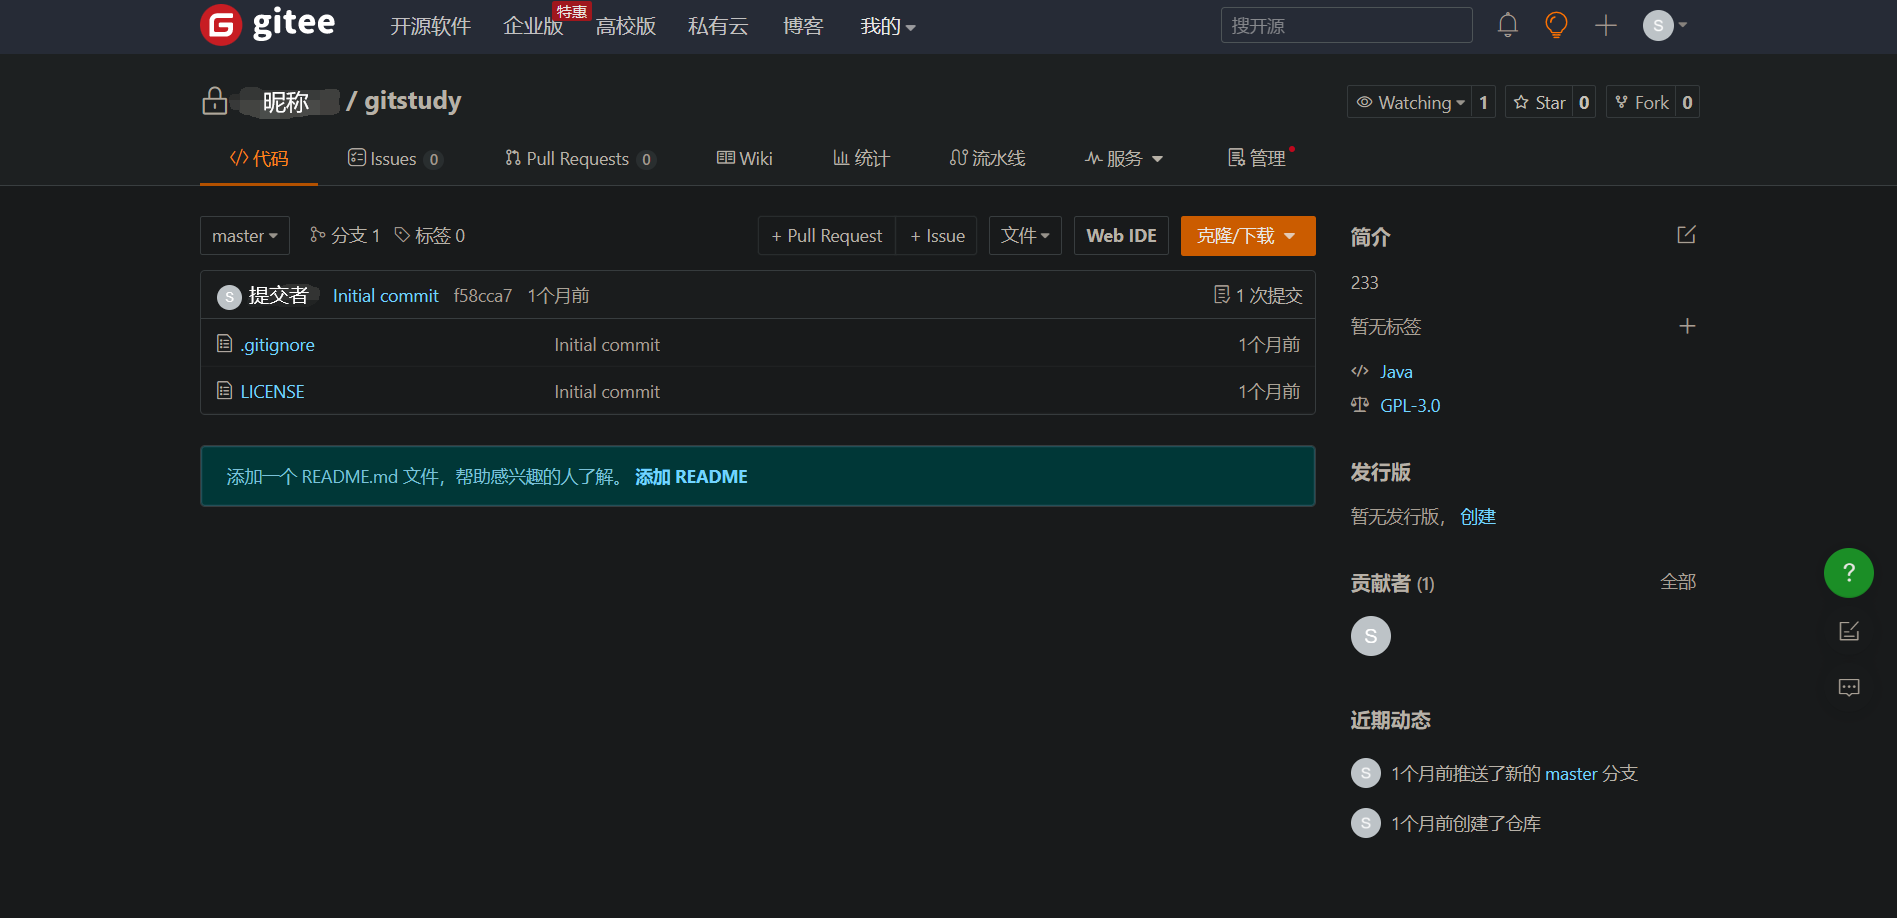 gitee 开源软件 企业版 特惠 高校版 私有云 博客 我的 搜开源 S
昵称 / gitstudy Watching 1 Star 0 Fork 0
代码 Issues 0 Pull Requests 0 Wiki 统计 流水线 服务 管理
master 分支 1 标签 0 + Pull Request + Issue 文件 Web IDE 克隆/下载
S 提交者 Initial commit f58cca7 1个月前 1 次提交
.gitignore Initial commit 1个月前
LICENSE Initial commit 1个月前
添加一个 README.md 文件，帮助感兴趣的人了解。 添加 README
简介
233
暂无标签
Java
GPL-3.0
发行版
暂无发行版， 创建
贡献者 (1) 全部
S
近期动态
S 1个月前推送了新的 master 分支
S 1个月前创建了仓库
?